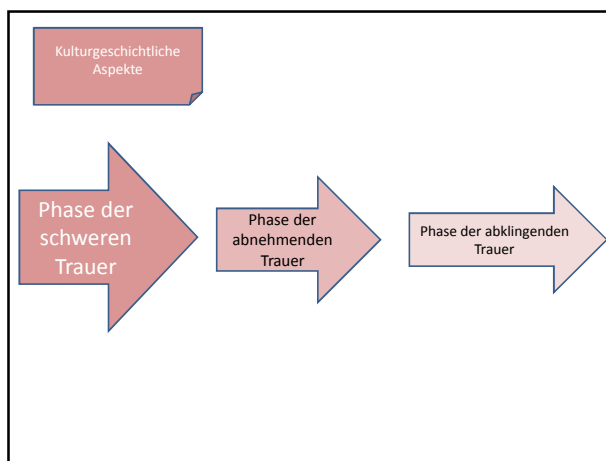 Kulturgeschichtliche
Aspekte
Phase der
schweren
Trauer
Phase der
abnehmenden
Trauer
Phase der abklingenden
Trauer